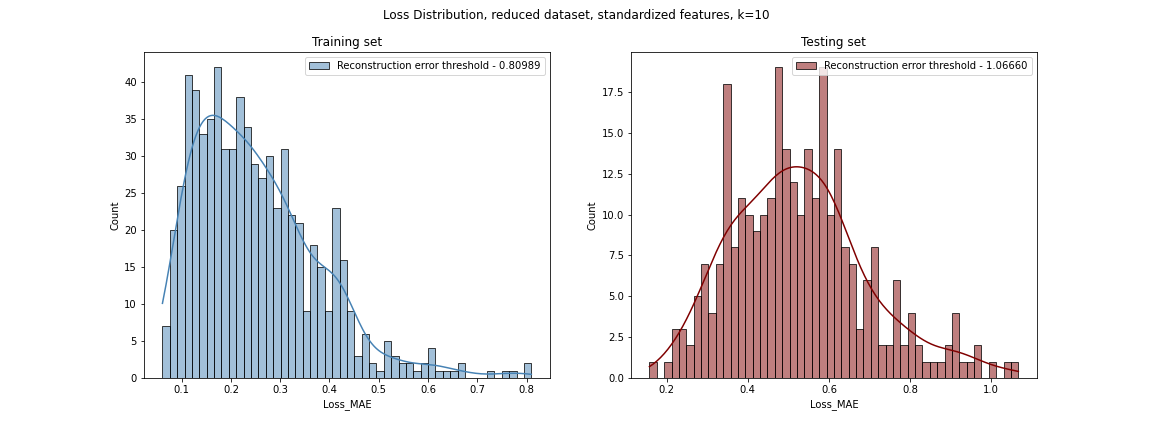 Loss Distribution, reduced dataset, standardized features, k=10
Training set
Reconstruction error threshold - 0.80989
Count
40
35
30
25
20
15
10
5
0
0.1 0.2 0.3 0.4 0.5 0.6 0.7 0.8
Loss_MAE
Testing set
Reconstruction error threshold - 1.06660
Count
17.5
15.0
12.5
10.0
7.5
5.0
2.5
0.0
0.2 0.4 0.6 0.8 1.0
Loss_MAE